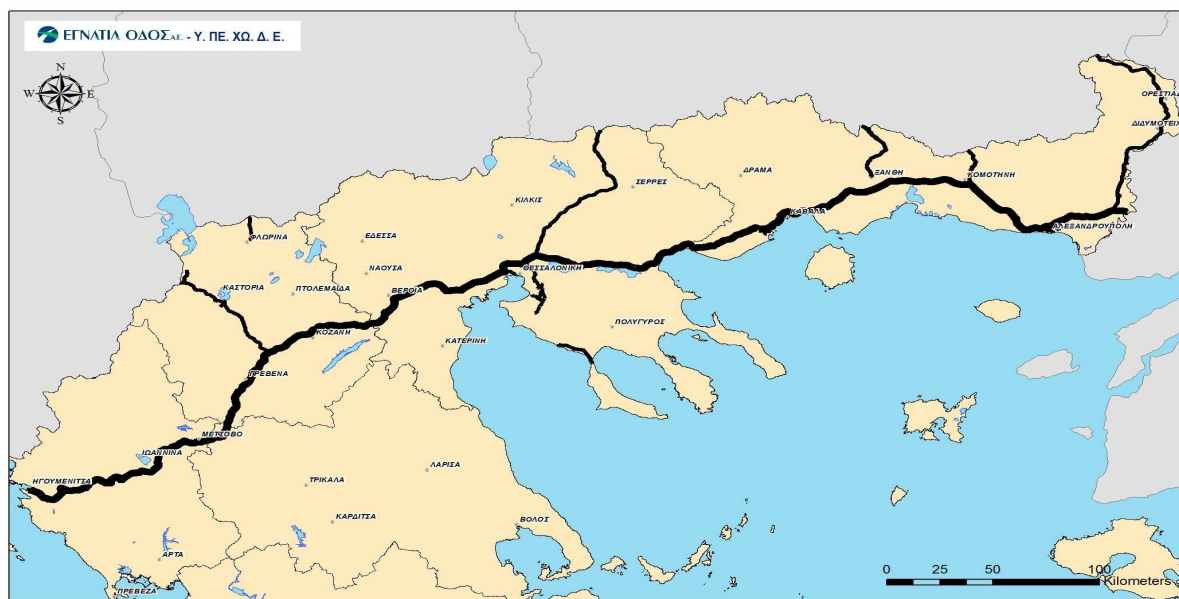 ΕΓΝΑΤΙΑ ΟΔΟΣ Α.Ε. - Υ. ΠΕ. ΧΩ. Δ. Ε.
N
W E
S
ΟΡΕΣΤΙΑΔ
ΔΙΔΥΜΟΤΕΙΧ
ΔΡΑΜΑ
ΞΑΝΘΗ
ΚΟΜΟΤΗΝΗ
ΣΕΡΡΕΣ
ΚΙΛΚΙΣ
ΚΑΒΑΛΑ
ΑΛΕΞΑΝΔΡΟΥΠΟΛΗ
ΦΛΩΡΙΝΑ
ΕΔΕΣΣΑ
ΝΑΟΥΣΑ
ΘΕΣΣΑΛΟΝΙΚΗ
ΚΑΣΤΟΡΙΑ
ΠΤΟΛΕΜΑΙΔΑ
ΒΕΡΟΙΑ
ΠΟΛΥΓΥΡΟΣ
ΚΟΖΑΝΗ
ΚΑΤΕΡΙΝΗ
ΓΡΕΒΕΝΑ
ΜΕΤΣΟΒΟ
ΙΩΑΝΝΙΝΑ
ΛΑΡΙΣΑ
ΗΓΟΥΜΕΝΙΤΣΑ
ΤΡΙΚΑΛΑ
ΚΑΡΔΙΤΣΑ
ΒΟΛΟΣ
ΑΡΤΑ
ΠΡΕΒΕΖΑ
0 25 50 100
Kilometers